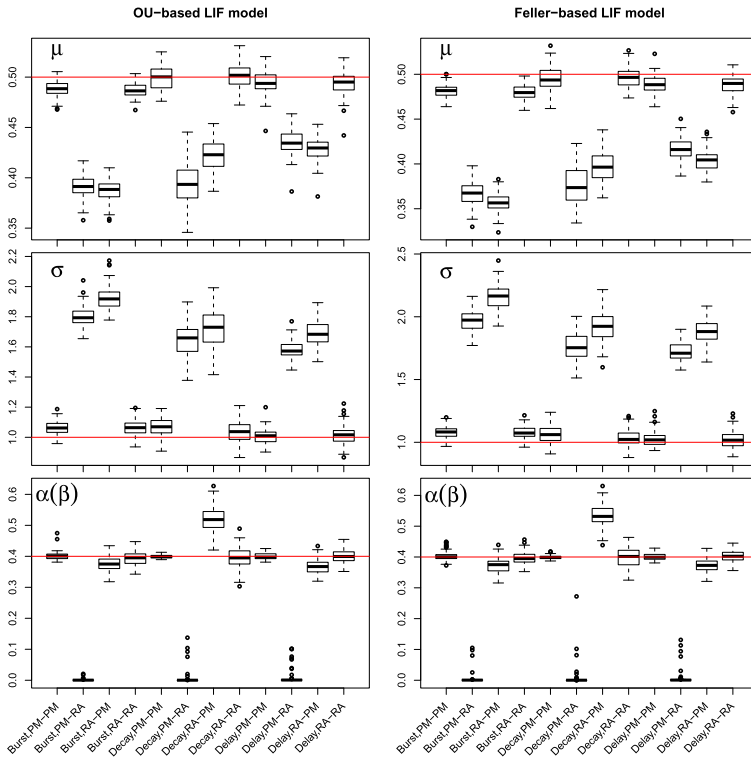 OU-based LIF model
Feller-based LIF model
μ
0.50
0.45
0.40
0.35
μ
0.50
0.45
0.40
0.35
σ
2.2
2.0
1.8
1.6
1.4
1.2
1.0
σ
2.5
2.0
1.5
1.0
α(β)
0.6
0.5
0.4
0.3
0.2
0.1
0.0
α(β)
0.6
0.5
0.4
0.3
0.2
0.1
0.0
Burst,PM−PM
Burst,PM−RA
Burst,RA−PM
Burst,RA−RA
Decay,PM−PM
Decay,PM−RA
Decay,RA−PM
Decay,RA−RA
Delay,PM−PM
Delay,PM−RA
Delay,RA−PM
Delay,RA−RA
Burst,PM−PM
Burst,PM−RA
Burst,RA−PM
Burst,RA−RA
Decay,PM−PM
Decay,PM−RA
Decay,RA−PM
Decay,RA−RA
Delay,PM−PM
Delay,PM−RA
Delay,RA−PM
Delay,RA−RA